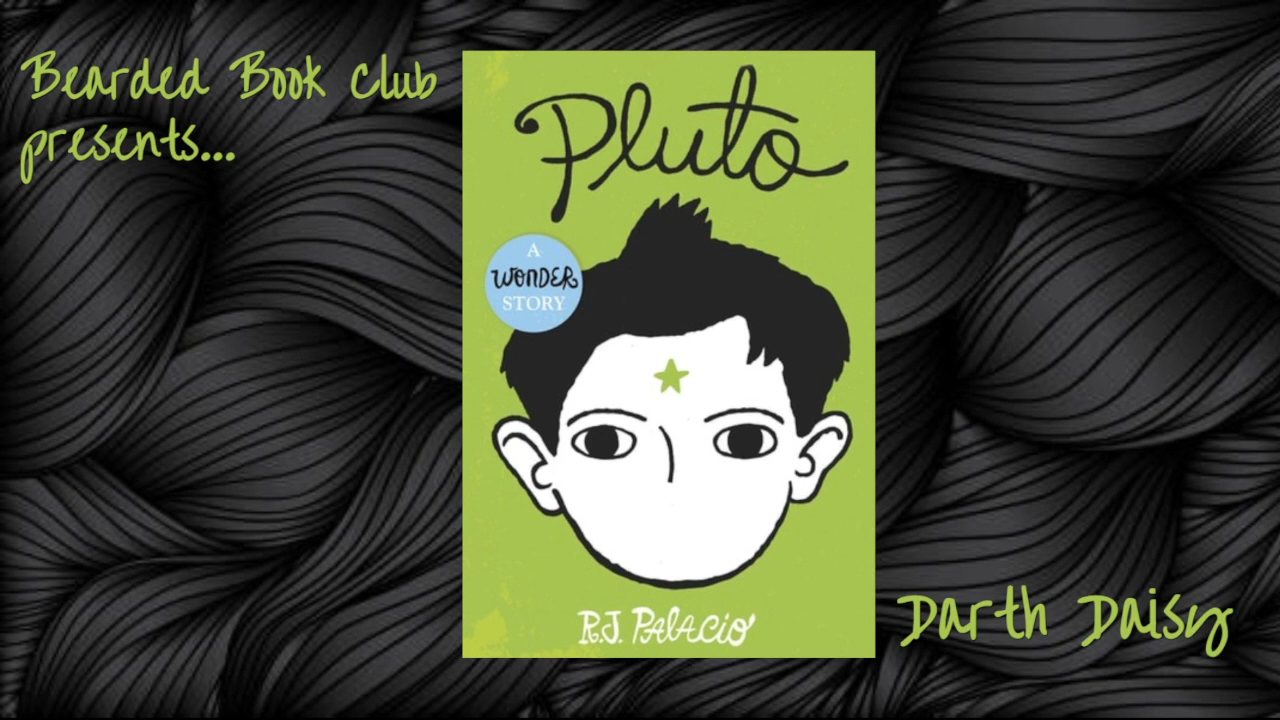 Bearded Book Club
presents...
Pluto
A
WONDER
STORY
R.J. PALACIO
Darth Daisy